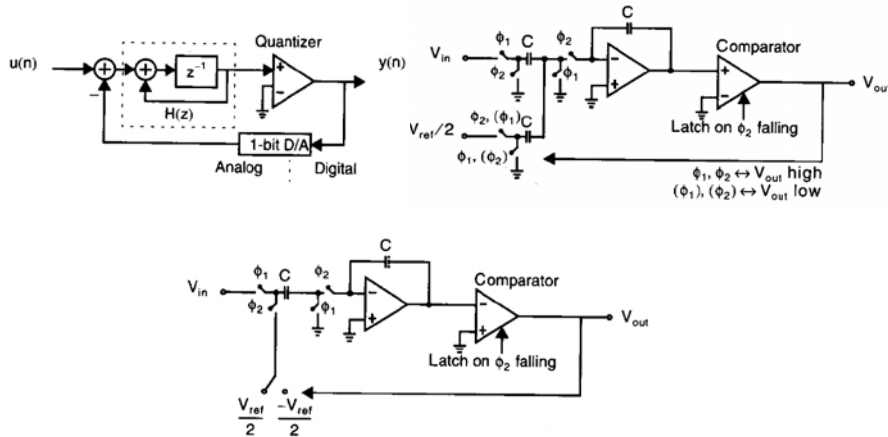 Quantizer
u(n)
z⁻¹
+
−
y(n)
−
H(z)
1-bit D/A
Analog
Digital
V_in
ϕ₁
C
ϕ₂
C
Comparator
ϕ₂
ϕ₁
−
+
+
−
V_out
ϕ₂, (ϕ₁)
C
Latch on ϕ₂ falling
V_ref/2
ϕ₁, (ϕ₂)
ϕ₁, ϕ₂ ↔ V_out high
(ϕ₁), (ϕ₂) ↔ V_out low
C
V_in
ϕ₁
C
ϕ₂
Comparator
ϕ₂
ϕ₁
−
+
−
+
V_out
Latch on ϕ₂ falling
V_ref/2
−V_ref/2